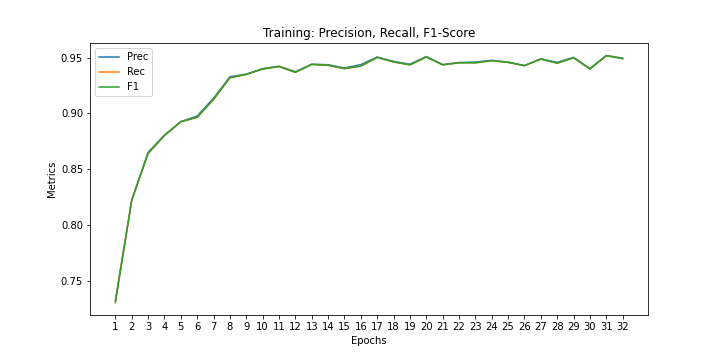 Training: Precision, Recall, F1-Score
Prec
Rec
F1
0.95
0.90
0.85
0.80
0.75
Metrics
1 2 3 4 5 6 7 8 9 10 11 12 13 14 15 16 17 18 19 20 21 22 23 24 25 26 27 28 29 30 31 32
Epochs